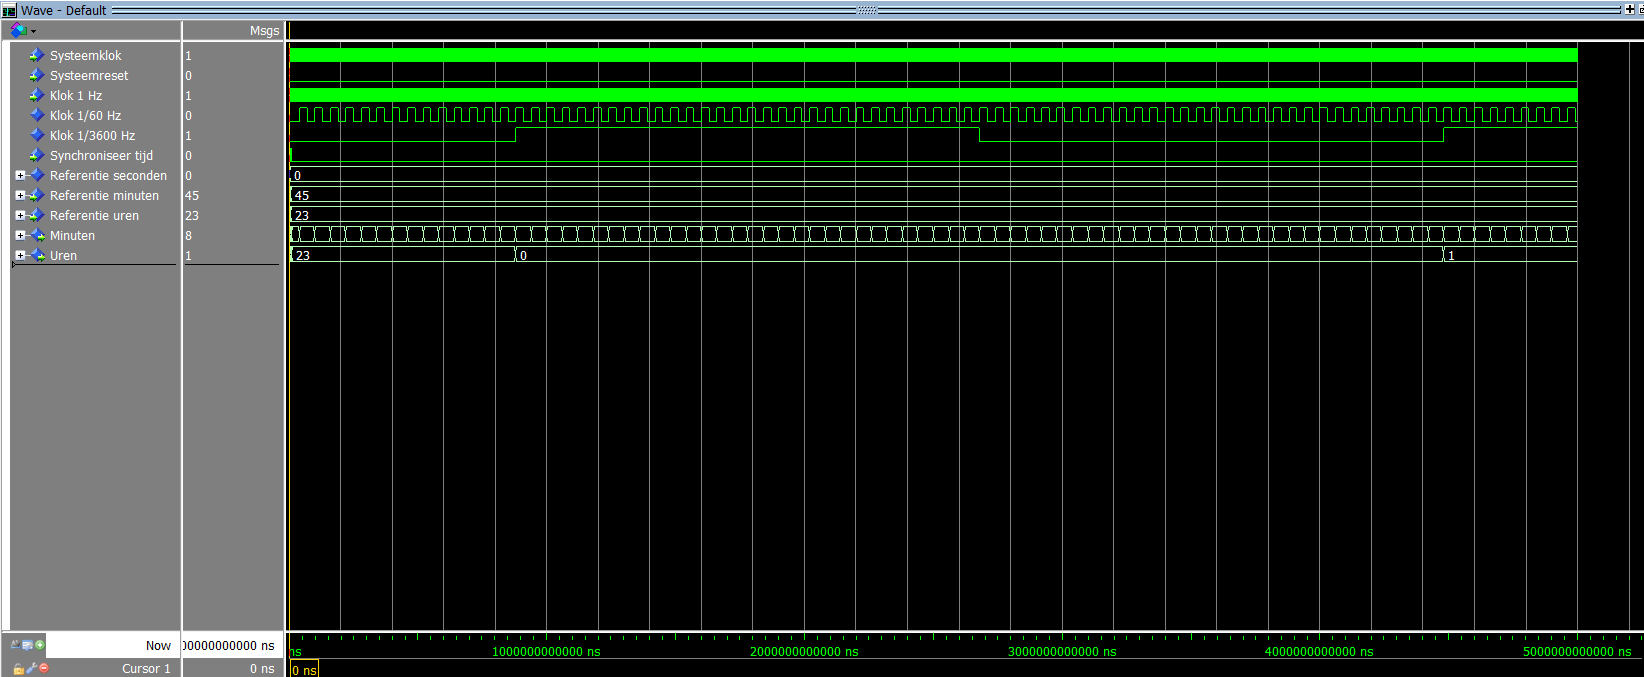 Wave - Default
Msgs
Systeemklok 1
Systeemreset 0
Klok 1 Hz 1
Klok 1/60 Hz 0
Klok 1/3600 Hz 1
Synchroniseer tijd 0
Referentie seconden 0 0
Referentie minuten 45 45
Referentie uren 23 23
Minuten 8
Uren 1 23 0 1
Now 00000000000 ns ns 1000000000000 ns 2000000000000 ns 3000000000000 ns 4000000000000 ns 5000000000000 ns
Cursor 1 0 ns 0 ns